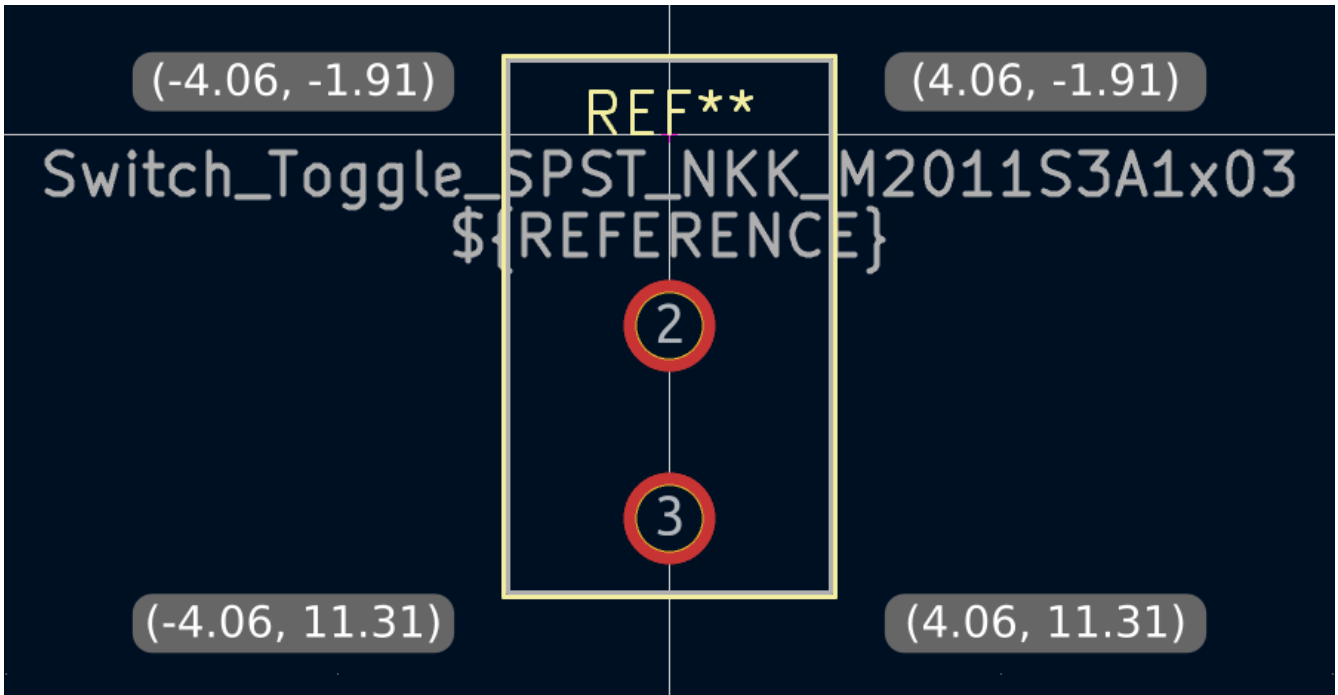 (-4.06, -1.91)
(4.06, -1.91)
REF**
Switch_Toggle_SPST_NKK_M2011S3A1x03
${REFERENCE}
2
3
(-4.06, 11.31)
(4.06, 11.31)